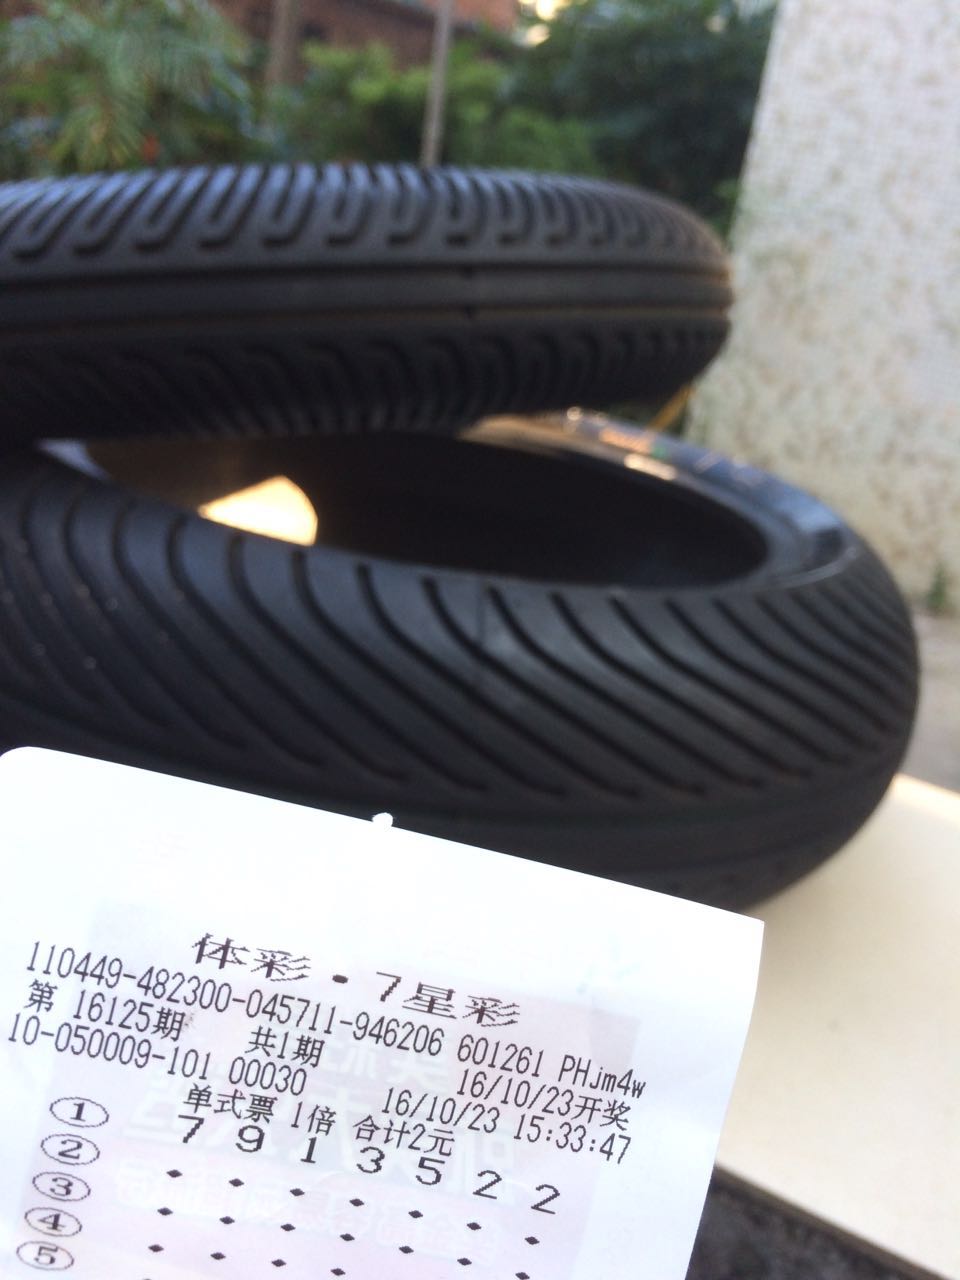 体彩·7星彩
110449-482300-045711-946206 601261 PHjm4w
第 16125期 共1期 16/10/23开奖
10-050009-101 00030 16/10/23 15:33:47
单式票 1倍 合计2元
① 7 9 1 3 5 2 2
②
③
④
⑤